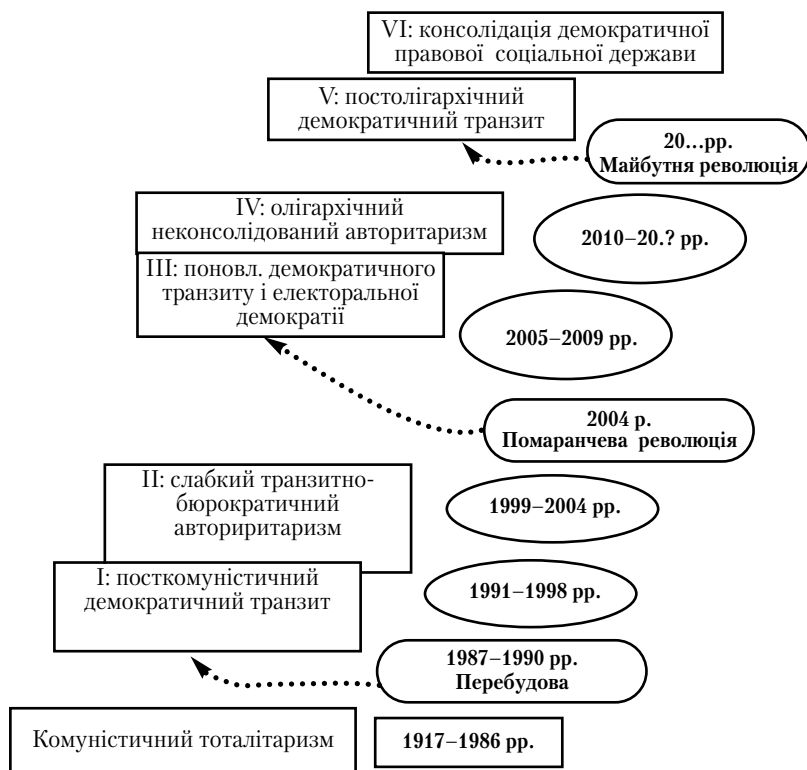 VI: консолідація демократичної
правової соціальної держави
V: постолігархічний
демократичний транзит
20...рр.
Майбутня революція
IV: олігархічний
неконсолідований авторитаризм
2010–20.? рр.
III: поновл. демократичного
транзиту і електоральної
демократії
2005–2009 рр.
2004 р.
Помаранчева революція
II: слабкий транзитно-
бюрократичний
авториритаризм
1999–2004 рр.
I: посткомуністичний
демократичний транзит
1991–1998 рр.
1987–1990 рр.
Перебудова
Комуністичний тоталітаризм
1917–1986 рр.